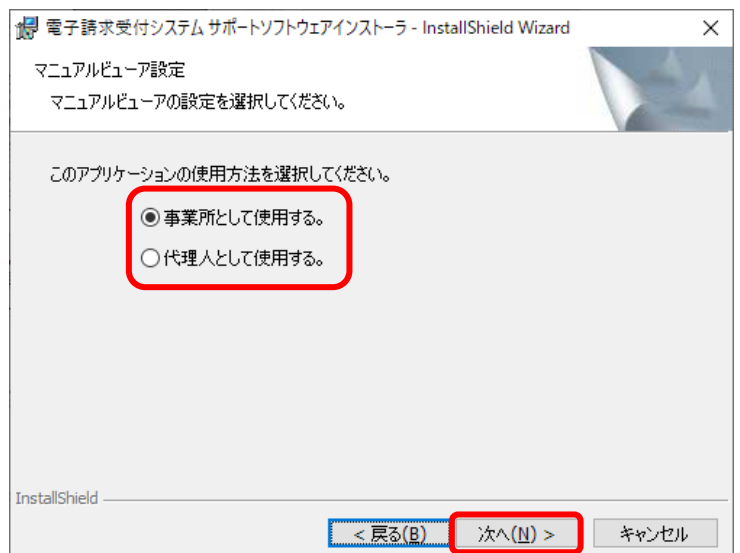 電子請求受付システム サポートソフトウェアインストーラ - InstallShield Wizard
マニュアルビューア設定
マニュアルビューアの設定を選択してください。
このアプリケーションの使用方法を選択してください。
事業所として使用する。
代理人として使用する。
InstallShield
< 戻る(B) 次へ(N) > キャンセル